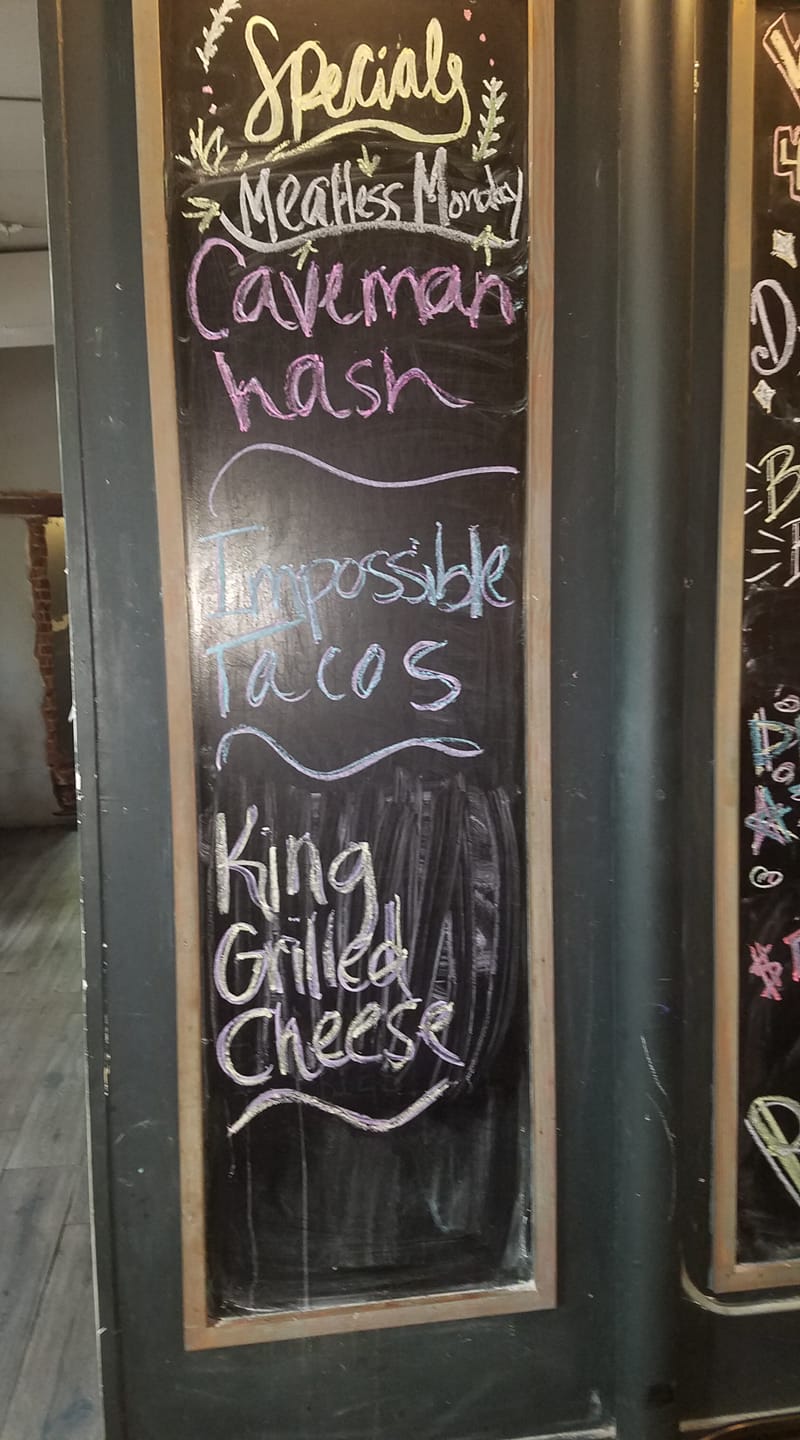 Specials
Meatless Monday
Caveman
hash
Impossible
Tacos
King
Grilled
Cheese